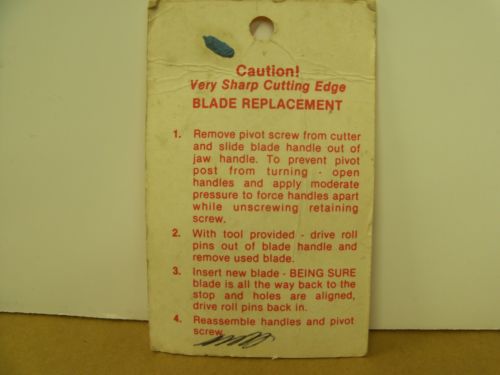 Caution!
Very Sharp Cutting Edge
BLADE REPLACEMENT
1. Remove pivot screw from cutter
and slide blade handle out of
jaw handle. To prevent pivot
post from turning - open
handles and apply moderate
pressure to force handles apart
while unscrewing retaining
screw.
2. With tool provided - drive roll
pins out of blade handle and
remove used blade.
3. Insert new blade - BEING SURE
blade is all the way back to the
stop and holes are aligned,
drive roll pins back in.
4. Reassemble handles and pivot
screw.